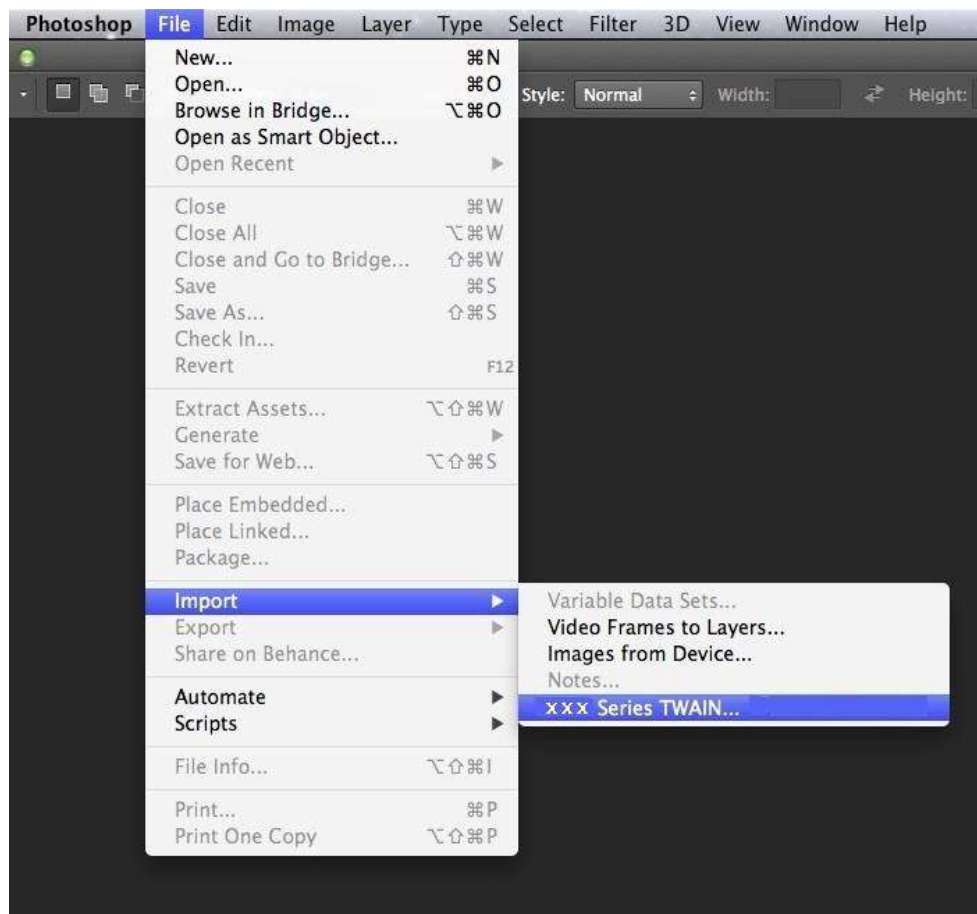 Photoshop File Edit Image Layer Type Select Filter 3D View Window Help
New... ⌘N
Open... ⌘O
Browse in Bridge... ⌥⌘O
Open as Smart Object...
Open Recent ▶
Style: Normal Width: Height:
Close ⌘W
Close All ⌥⌘W
Close and Go to Bridge... ⇧⌘W
Save ⌘S
Save As... ⇧⌘S
Check In...
Revert F12
Extract Assets... ⌥⇧⌘W
Generate ▶
Save for Web... ⌥⇧⌘S
Place Embedded...
Place Linked...
Package...
Import ▶
Export ▶
Share on Behance...
Variable Data Sets...
Video Frames to Layers...
Images from Device...
Notes...
xxx Series TWAIN...
Automate ▶
Scripts ▶
File Info... ⌥⇧⌘I
Print... ⌘P
Print One Copy ⌥⇧⌘P